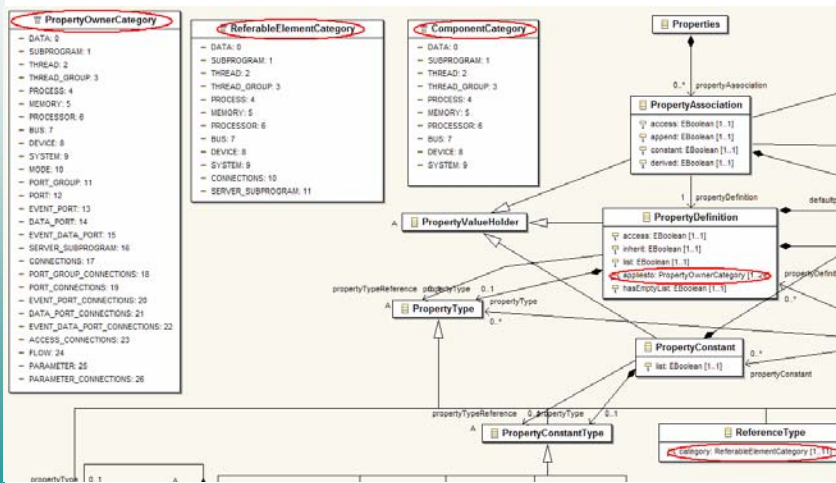 PropertyOwnerCategory
− DATA: 0
− SUBPROGRAM: 1
− THREAD: 2
− THREAD_GROUP: 3
− PROCESS: 4
− MEMORY: 5
− PROCESSOR: 6
− BUS: 7
− DEVICE: 8
− SYSTEM: 9
− MODE: 10
− PORT_GROUP: 11
− PORT: 12
− EVENT_PORT: 13
− DATA_PORT: 14
− EVENT_DATA_PORT: 15
− SERVER_SUBPROGRAM: 16
− CONNECTIONS: 17
− PORT_GROUP_CONNECTIONS: 18
− PORT_CONNECTIONS: 19
− EVENT_PORT_CONNECTIONS: 20
− DATA_PORT_CONNECTIONS: 21
− EVENT_DATA_PORT_CONNECTIONS: 22
− ACCESS_CONNECTIONS: 23
− FLOW: 24
− PARAMETER: 25
− PARAMETER_CONNECTIONS: 26
ReferableElementCategory
− DATA: 0
− SUBPROGRAM: 1
− THREAD: 2
− THREAD_GROUP: 3
− PROCESS: 4
− MEMORY: 5
− PROCESSOR: 6
− BUS: 7
− DEVICE: 8
− SYSTEM: 9
− CONNECTIONS: 10
− SERVER_SUBPROGRAM: 11
ComponentCategory
− DATA: 0
− SUBPROGRAM: 1
− THREAD: 2
− THREAD_GROUP: 3
− PROCESS: 4
− MEMORY: 5
− PROCESSOR: 6
− BUS: 7
− DEVICE: 8
− SYSTEM: 9
Properties
0..* propertyAssociation
PropertyAssociation
access: EBoolean [1..1]
append: EBoolean [1..1]
constant: EBoolean [1..1]
derived: EBoolean [1..1]
1 propertyDefinition
A PropertyValueHolder
PropertyDefinition
access: EBoolean [1..1]
inherit: EBoolean [1..1]
list: EBoolean [1..1]
appliesto: PropertyOwnerCategory
hasEmptyList: EBoolean [1..1]
0..*
propertyTypeReference 0..1
propertyType
A PropertyType
0..*
PropertyConstant
list: EBoolean [1..1]
0..*
propertyConstant
propertyTypeReference propertyType 0..1
A PropertyConstantType
ReferenceType
category: ReferableElementCategory [1..11]
propertyType 0..1
A